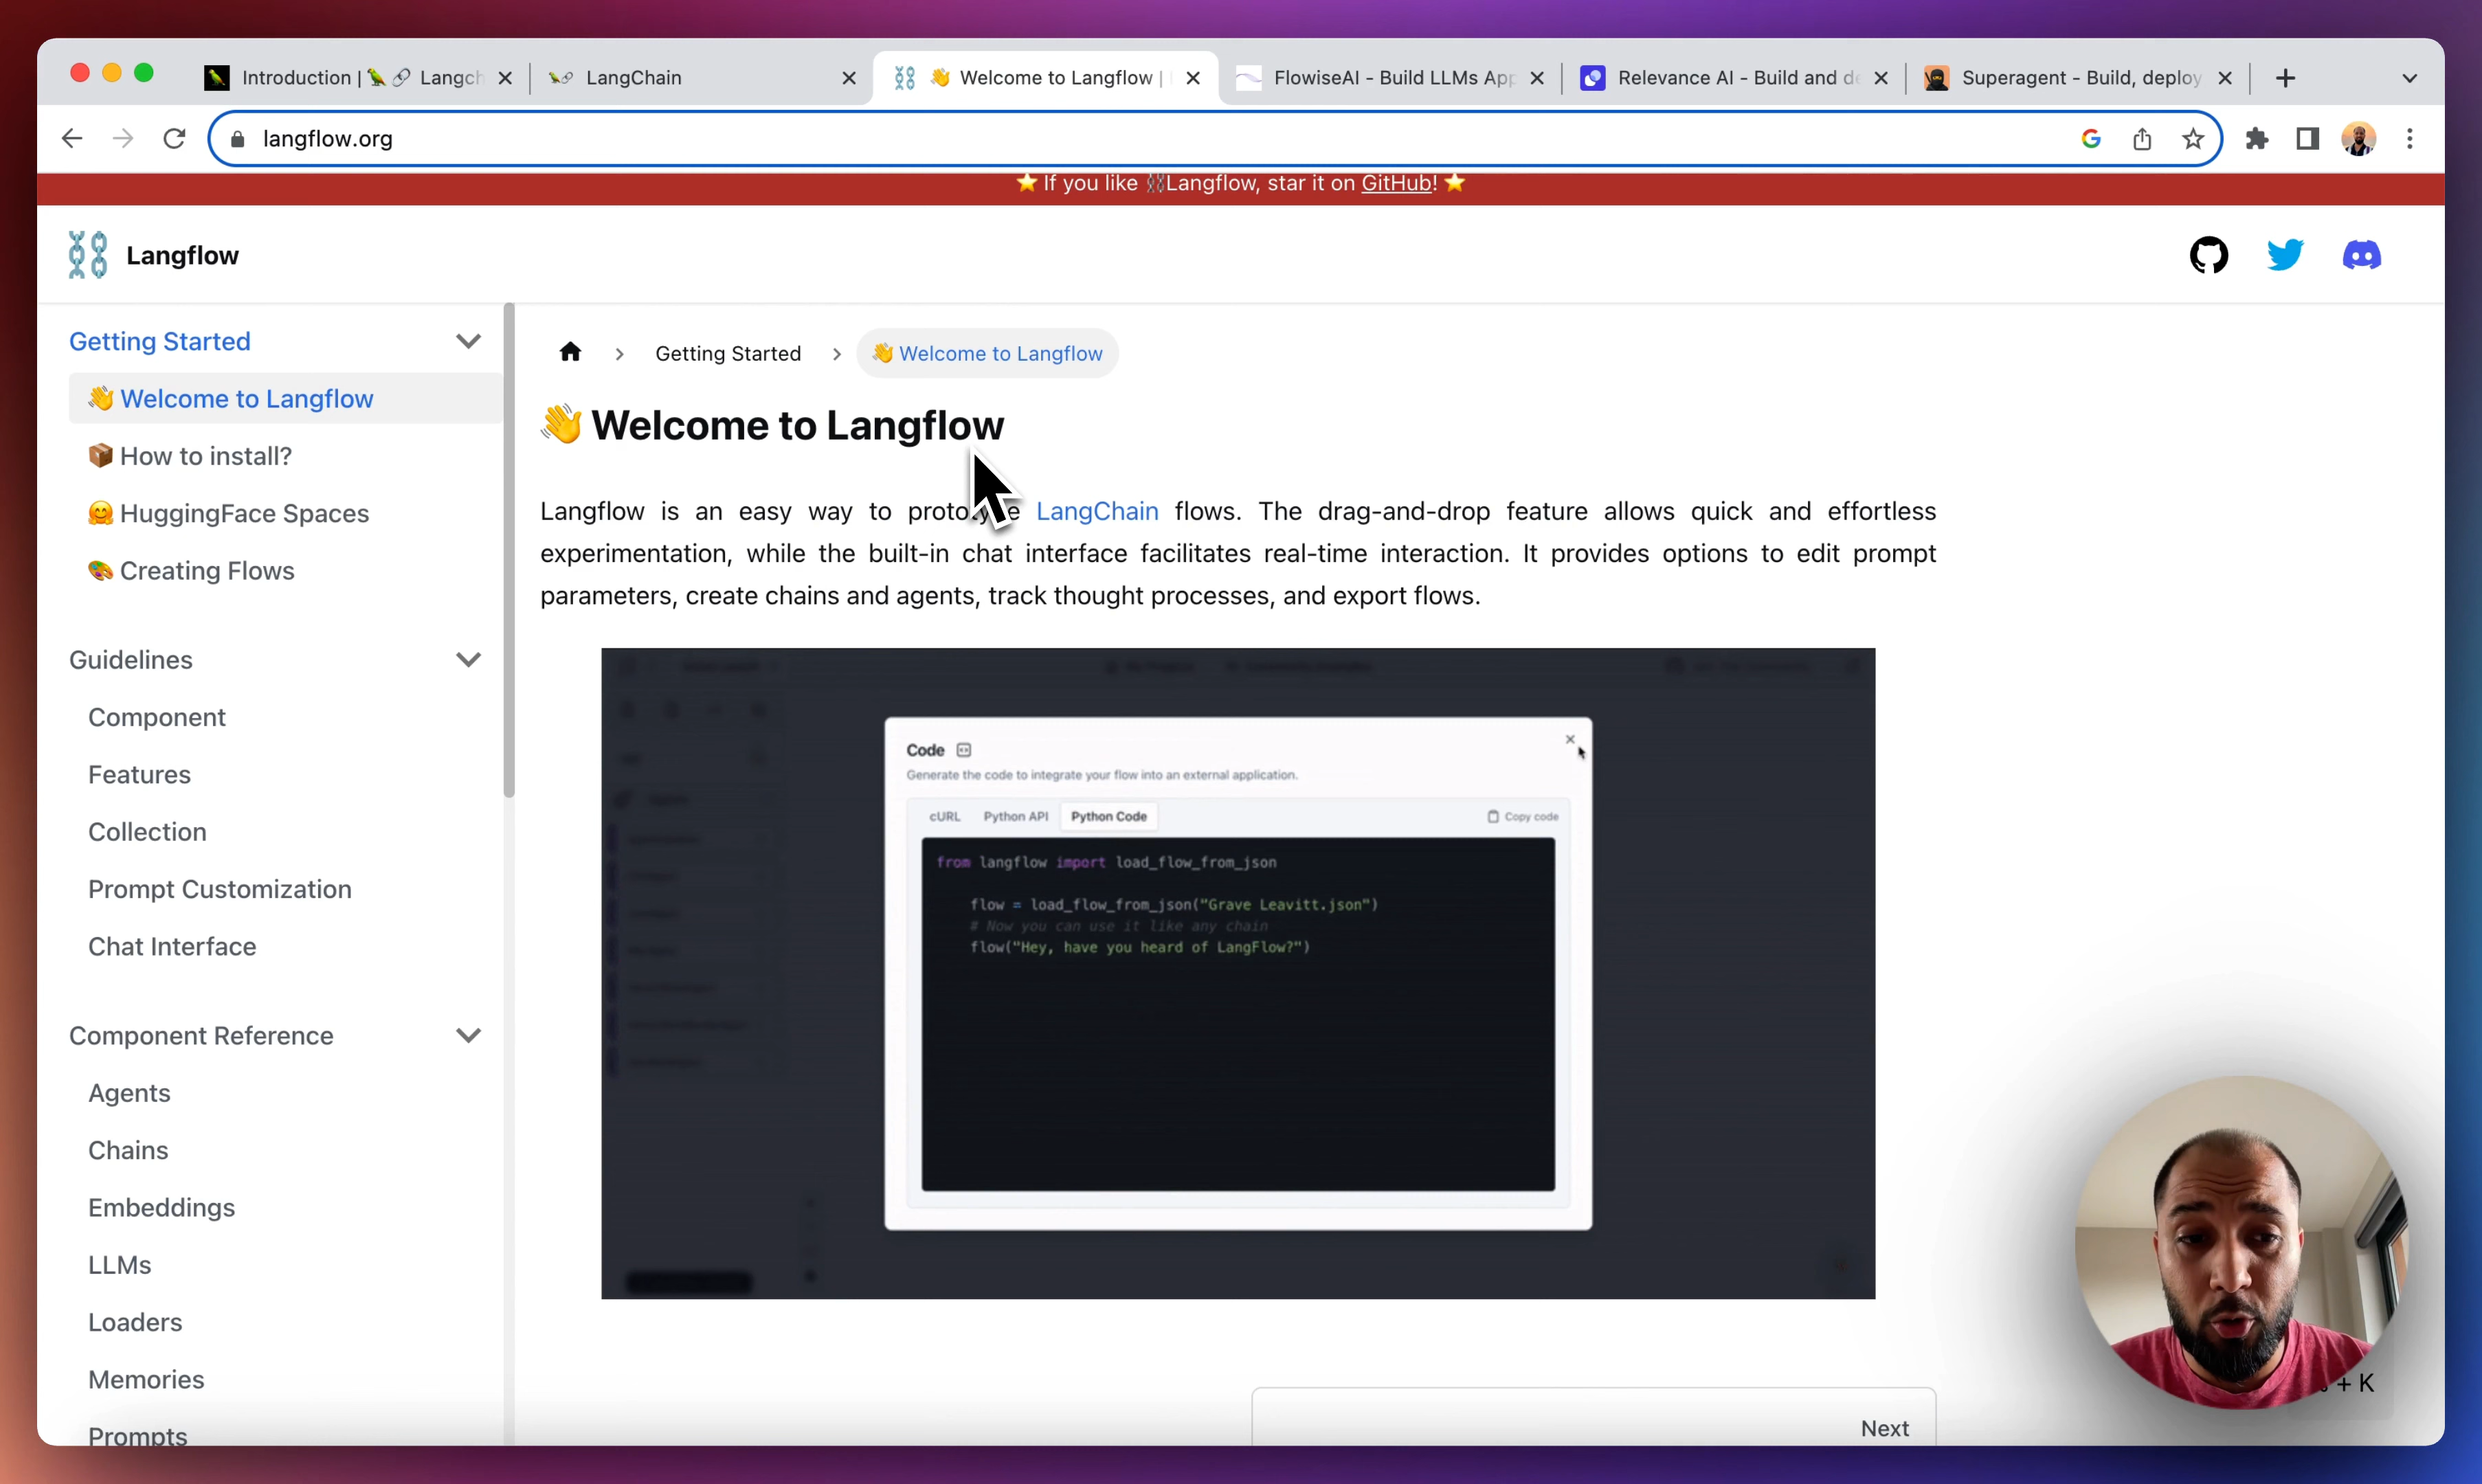 Introduction | 🦜🔗 Langch
LangChain
👋 Welcome to Langflow |
FlowiseAI - Build LLMs App
Relevance AI - Build and de
Superagent - Build, deploy
langflow.org
⭐ If you like ⛓️Langflow, star it on GitHub! ⭐
Langflow
Getting Started
👋 Welcome to Langflow
📦 How to install?
🤗 HuggingFace Spaces
🎨 Creating Flows
Guidelines
Component
Features
Collection
Prompt Customization
Chat Interface
Component Reference
Agents
Chains
Embeddings
LLMs
Loaders
Memories
Prompts
Getting Started
👋 Welcome to Langflow
👋 Welcome to Langflow
Langflow is an easy way to prototype LangChain flows. The drag-and-drop feature allows quick and effortless
experimentation, while the built-in chat interface facilitates real-time interaction. It provides options to edit prompt
parameters, create chains and agents, track thought processes, and export flows.
Code
Generate the code to integrate your flow into an external application.
cURL Python API Python Code Copy code
from langflow import load_flow_from_json
flow = load_flow_from_json("Grave Leavitt.json")
# Now you can use it like any chain
flow("Hey, have you heard of LangFlow?")
+ K
Next